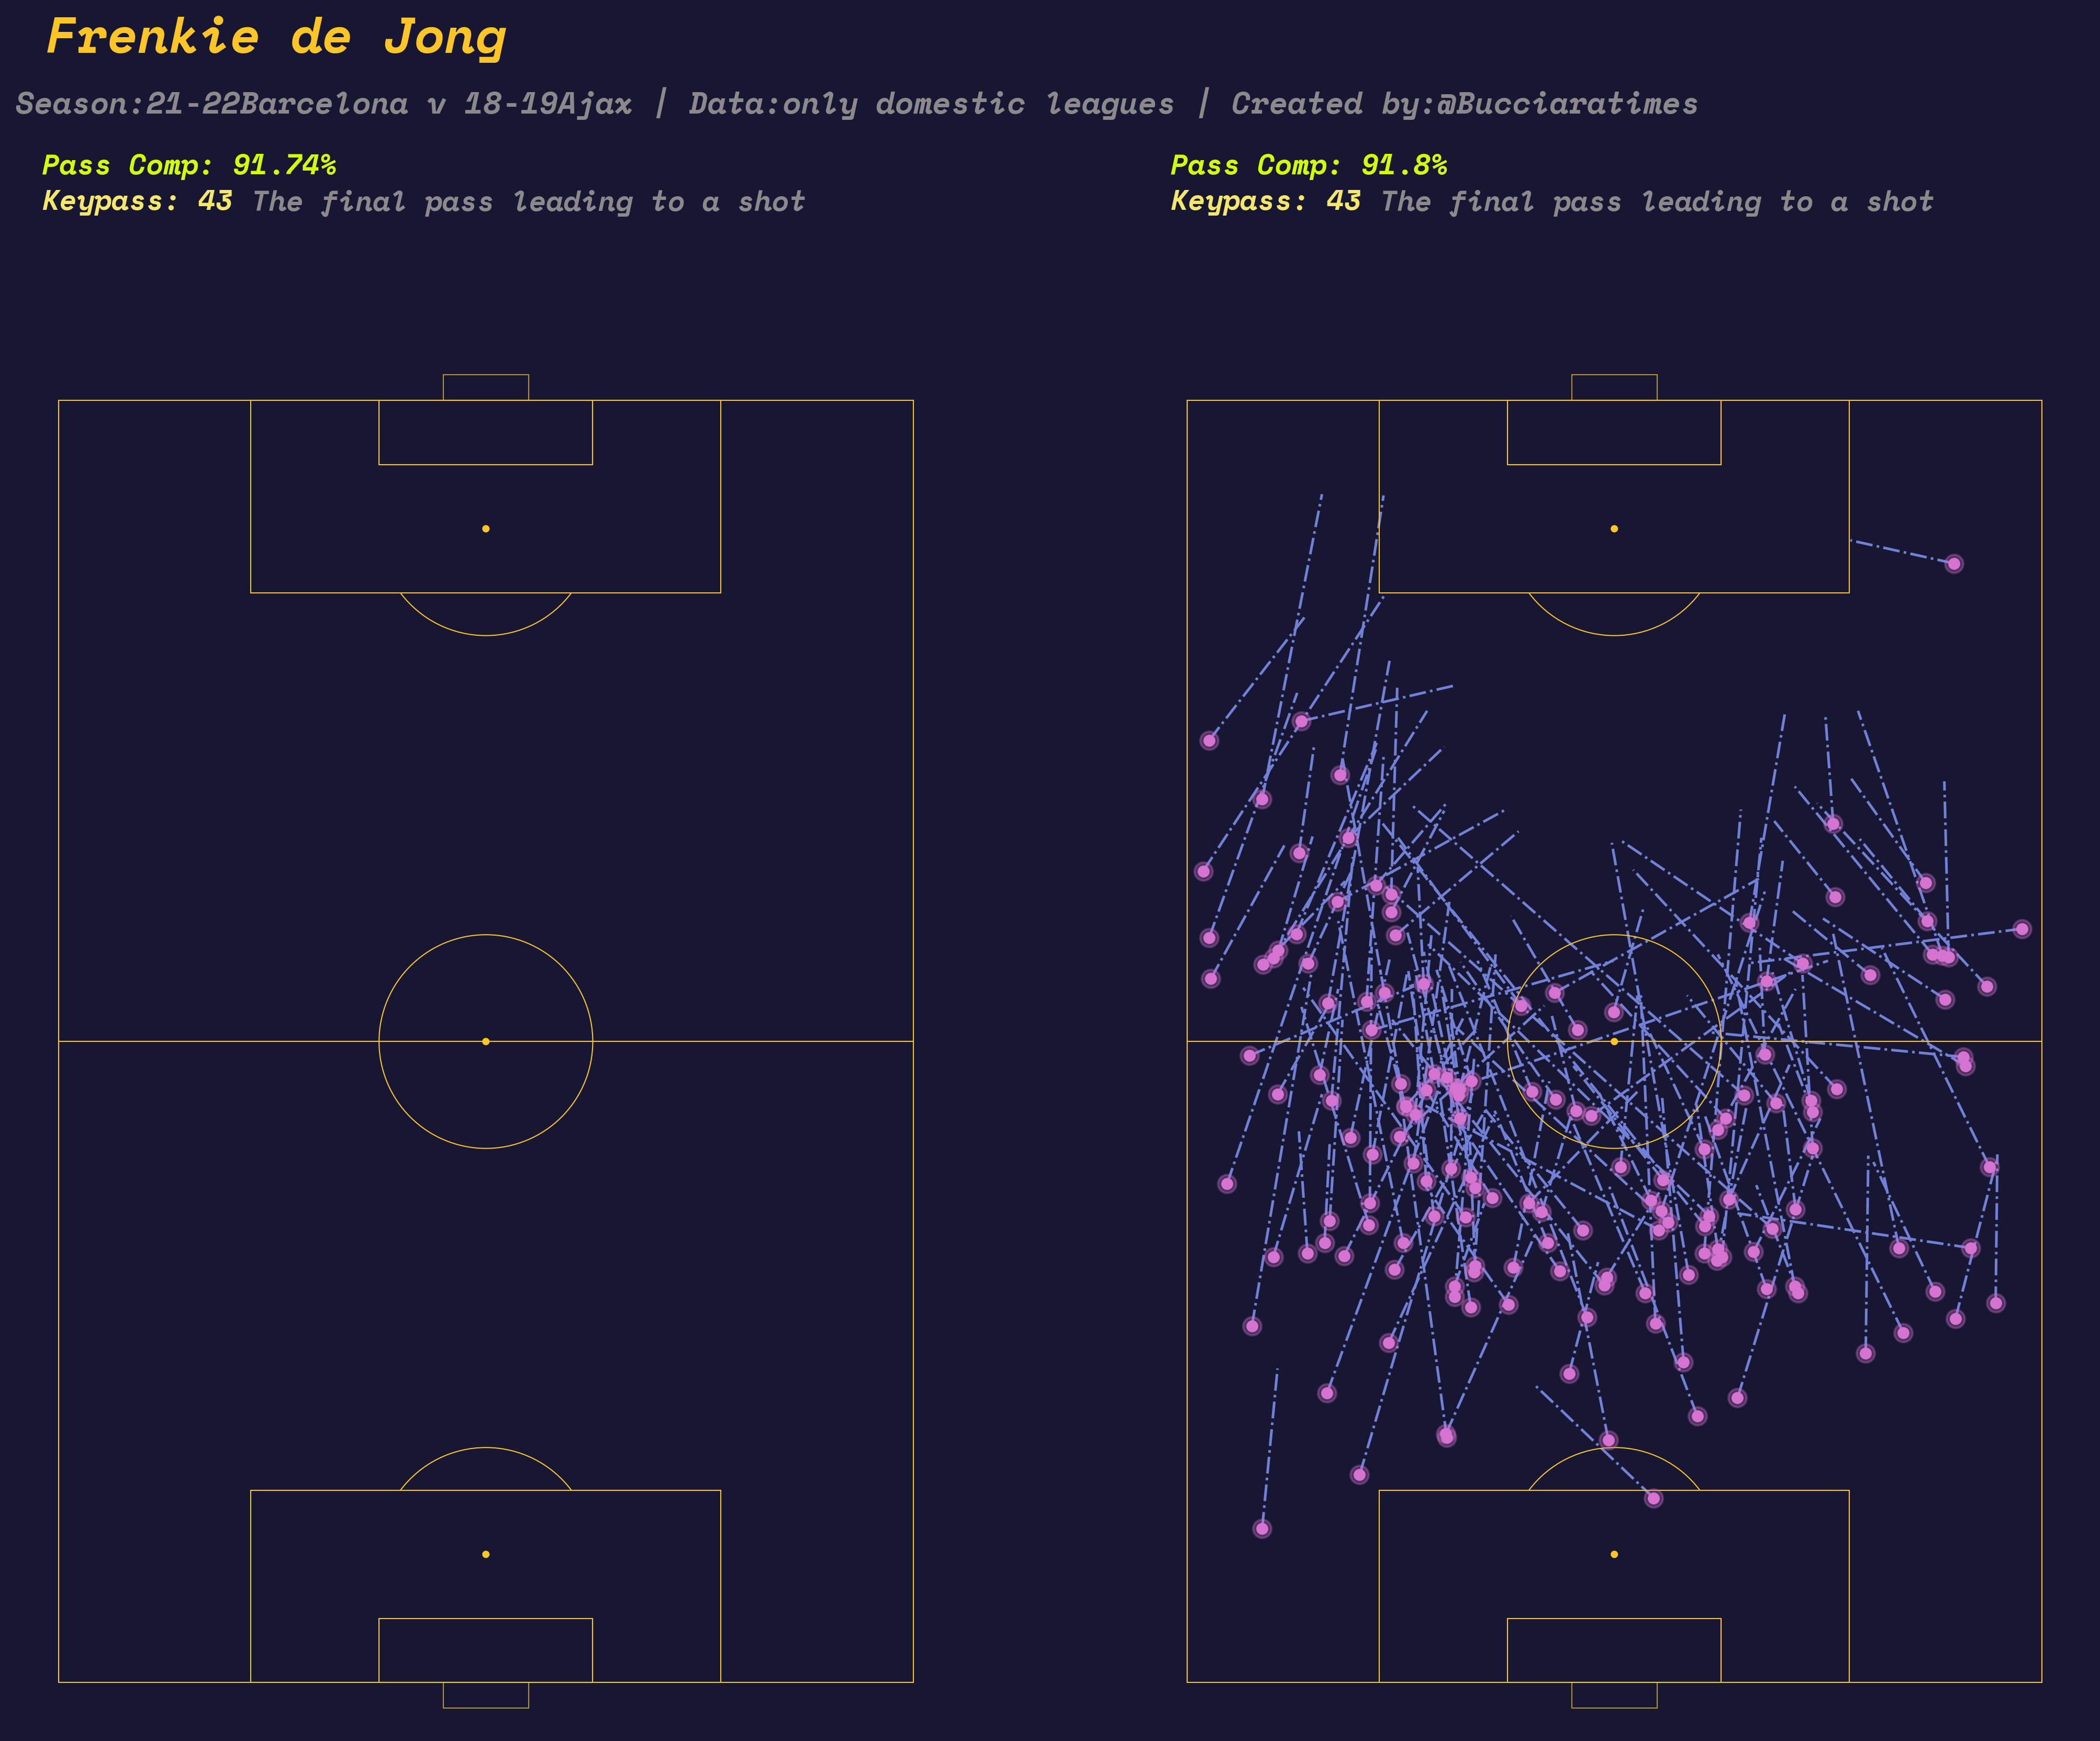 Frenkie de Jong
Season:21-22Barcelona v 18-19Ajax | Data:only domestic leagues | Created by:@Bucciaratimes
Pass Comp: 91.74%
Keypass: 43 The final pass leading to a shot
Pass Comp: 91.8%
Keypass: 43 The final pass leading to a shot